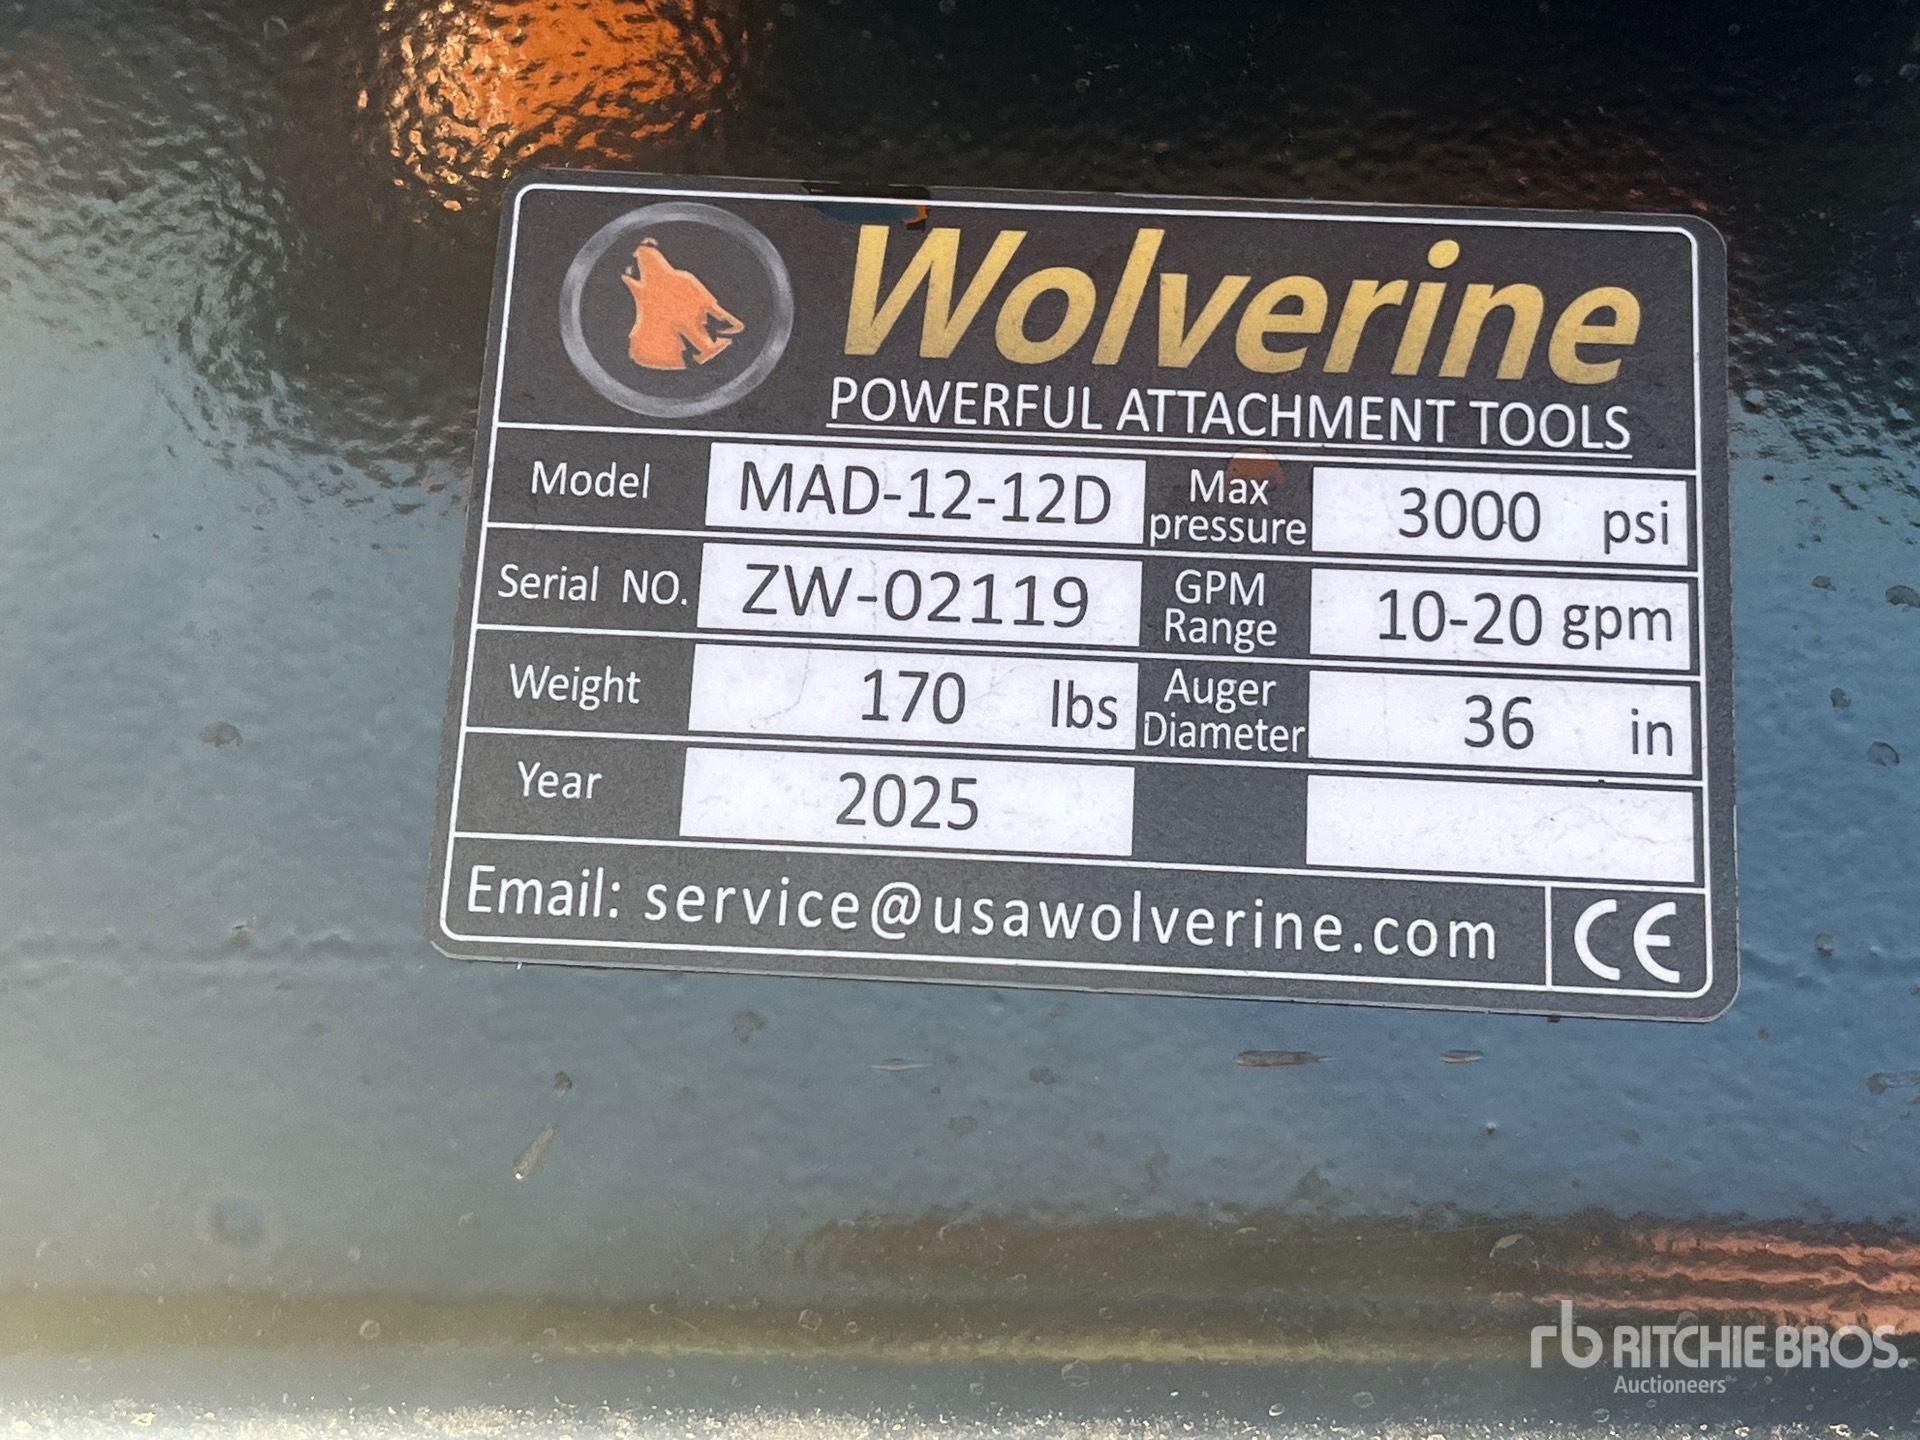 Wolverine
POWERFUL ATTACHMENT TOOLS
Model MAD-12-12D Max pressure 3000 psi
Serial NO. ZW-02119 GPM Range 10-20 gpm
Weight 170 lbs Auger Diameter 36 in
Year 2025
Email: service@usawolverine.com CE
rb RITCHIE BROS.
Auctioneers